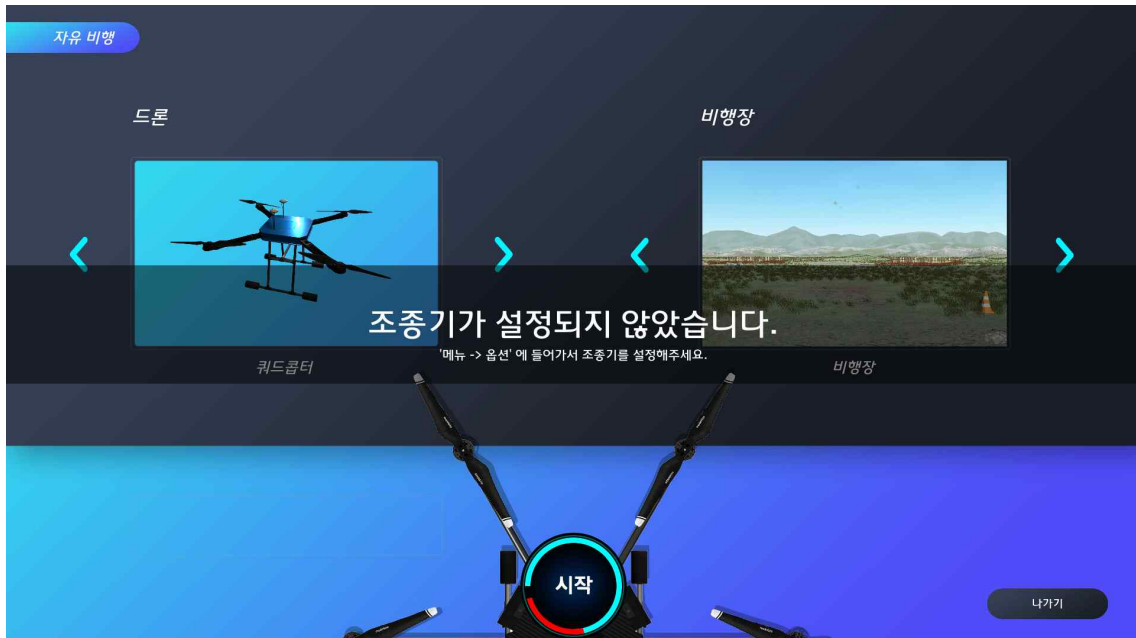 자유 비행
드론
비행장
조종기가 설정되지 않았습니다.
'메뉴 -> 옵션' 에 들어가서 조종기를 설정해주세요.
쿼드콥터
비행장
시작
나가기